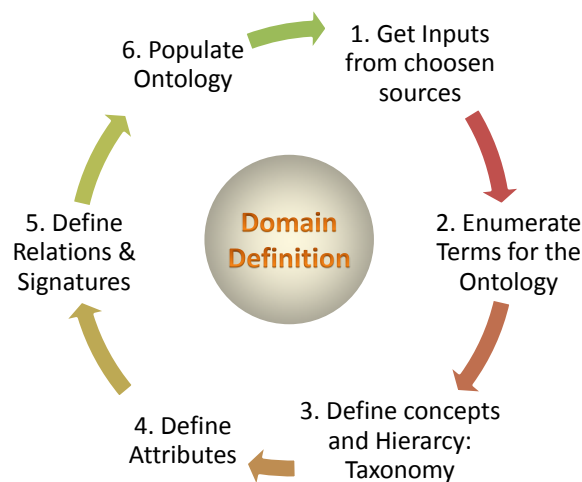 1. Get Inputs
from choosen
sources
2. Enumerate
Terms for the
Ontology
3. Define concepts
and Hierarcy:
Taxonomy
4. Define
Attributes
5. Define
Relations &
Signatures
6. Populate
Ontology
Domain
Definition